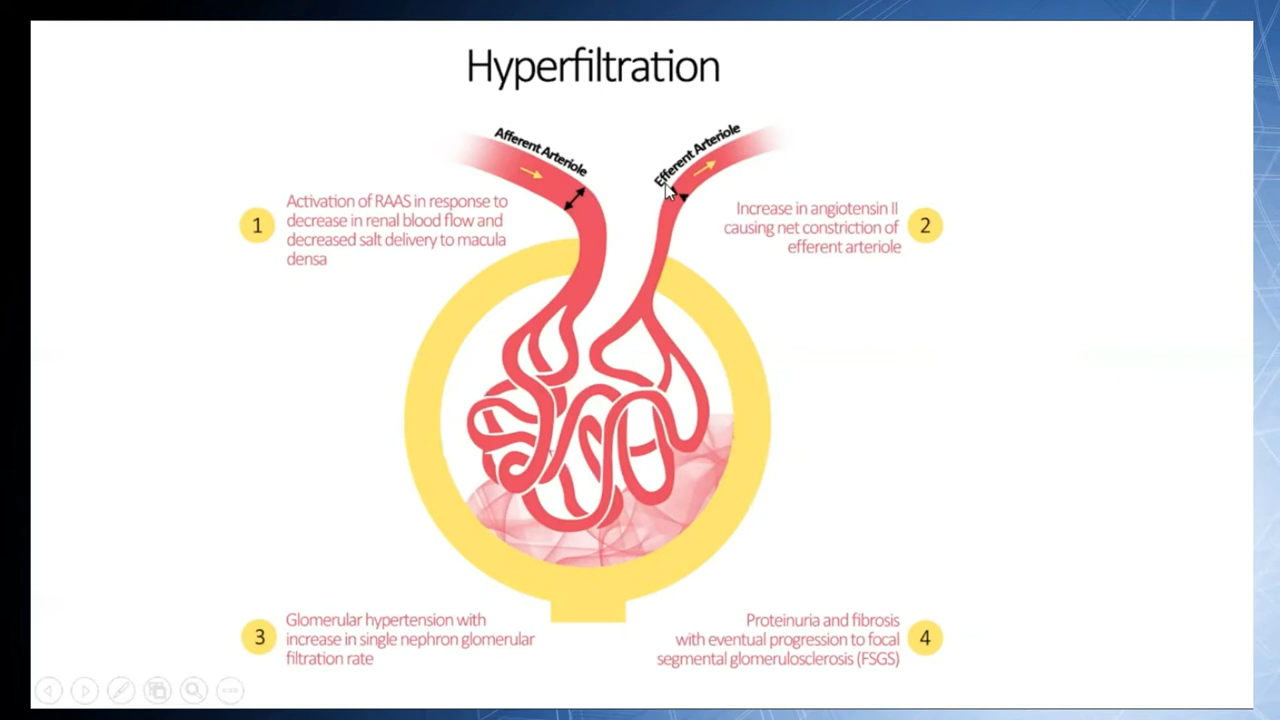 Hyperfiltration
Afferent Arteriole
Efferent Arteriole
1
Activation of RAAS in response to
decrease in renal blood flow and
decreased salt delivery to macula
densa
Increase in angiotensin II
causing net constriction of
efferent arteriole
2
3
Glomerular hypertension with
increase in single nephron glomerular
filtration rate
Proteinuria and fibrosis
with eventual progression to focal
segmental glomerulosclerosis (FSGS)
4